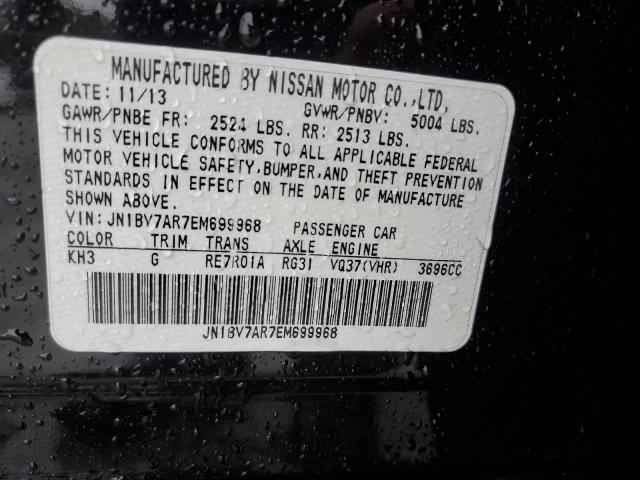 MANUFACTURED BY NISSAN MOTOR CO.,LTD.
DATE: 11/13 GVWR/PNBV: 5004 LBS.
GAWR/PNBE FR: 2524 LBS. RR: 2513 LBS.
THIS VEHICLE CONFORMS TO ALL APPLICABLE FEDERAL
MOTOR VEHICLE SAFETY,BUMPER,AND THEFT PREVENTION
STANDARDS IN EFFECT ON THE DATE OF MANUFACTURE
SHOWN ABOVE.
VIN: JN1BV7AR7EM699968 PASSENGER CAR
COLOR TRIM TRANS AXLE ENGINE
KH3 G RE7R01A RG31 VQ37(VHR) 3696CC
JN1BV7AR7EM699968